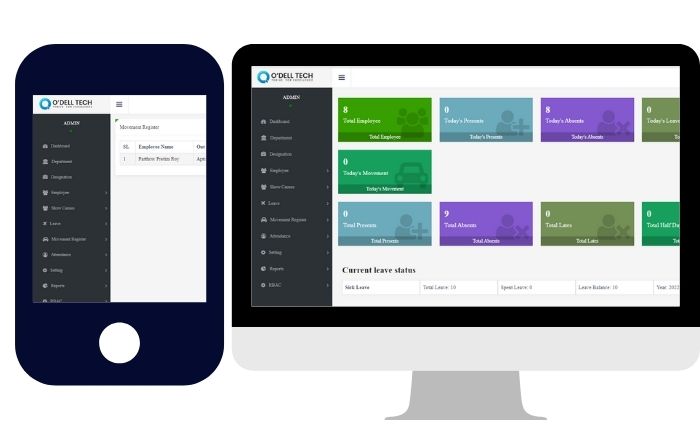 O'DELL TECH
ADMIN
Dashboard
Department
Designation
Employee
Show Causes
Leave
Movement Register
Attendance
Setting
Reports
RBAC
Movement Register
SL Employee Name Out
1
O'DELL TECH
ADMIN
Dashboard
Department
Designation
Employee
Show Causes
Leave
Movement Register
Attendance
Setting
Reports
RBAC
8
Total Employee
Total Employee
0
Today's Presents
Today's Presents
8
Today's Absents
Today's Absents
0
Today's Leave
0
Today's Movement
Today's Movement
0
Total Presents
Total Presents
9
Total Absents
Total Absents
0
Total Lates
Total Lates
0
Total Half Da
Current leave status
Sick Leave Total Leave: 10 Spent Leave: 0 Leave Balance: 10 Year: 2022